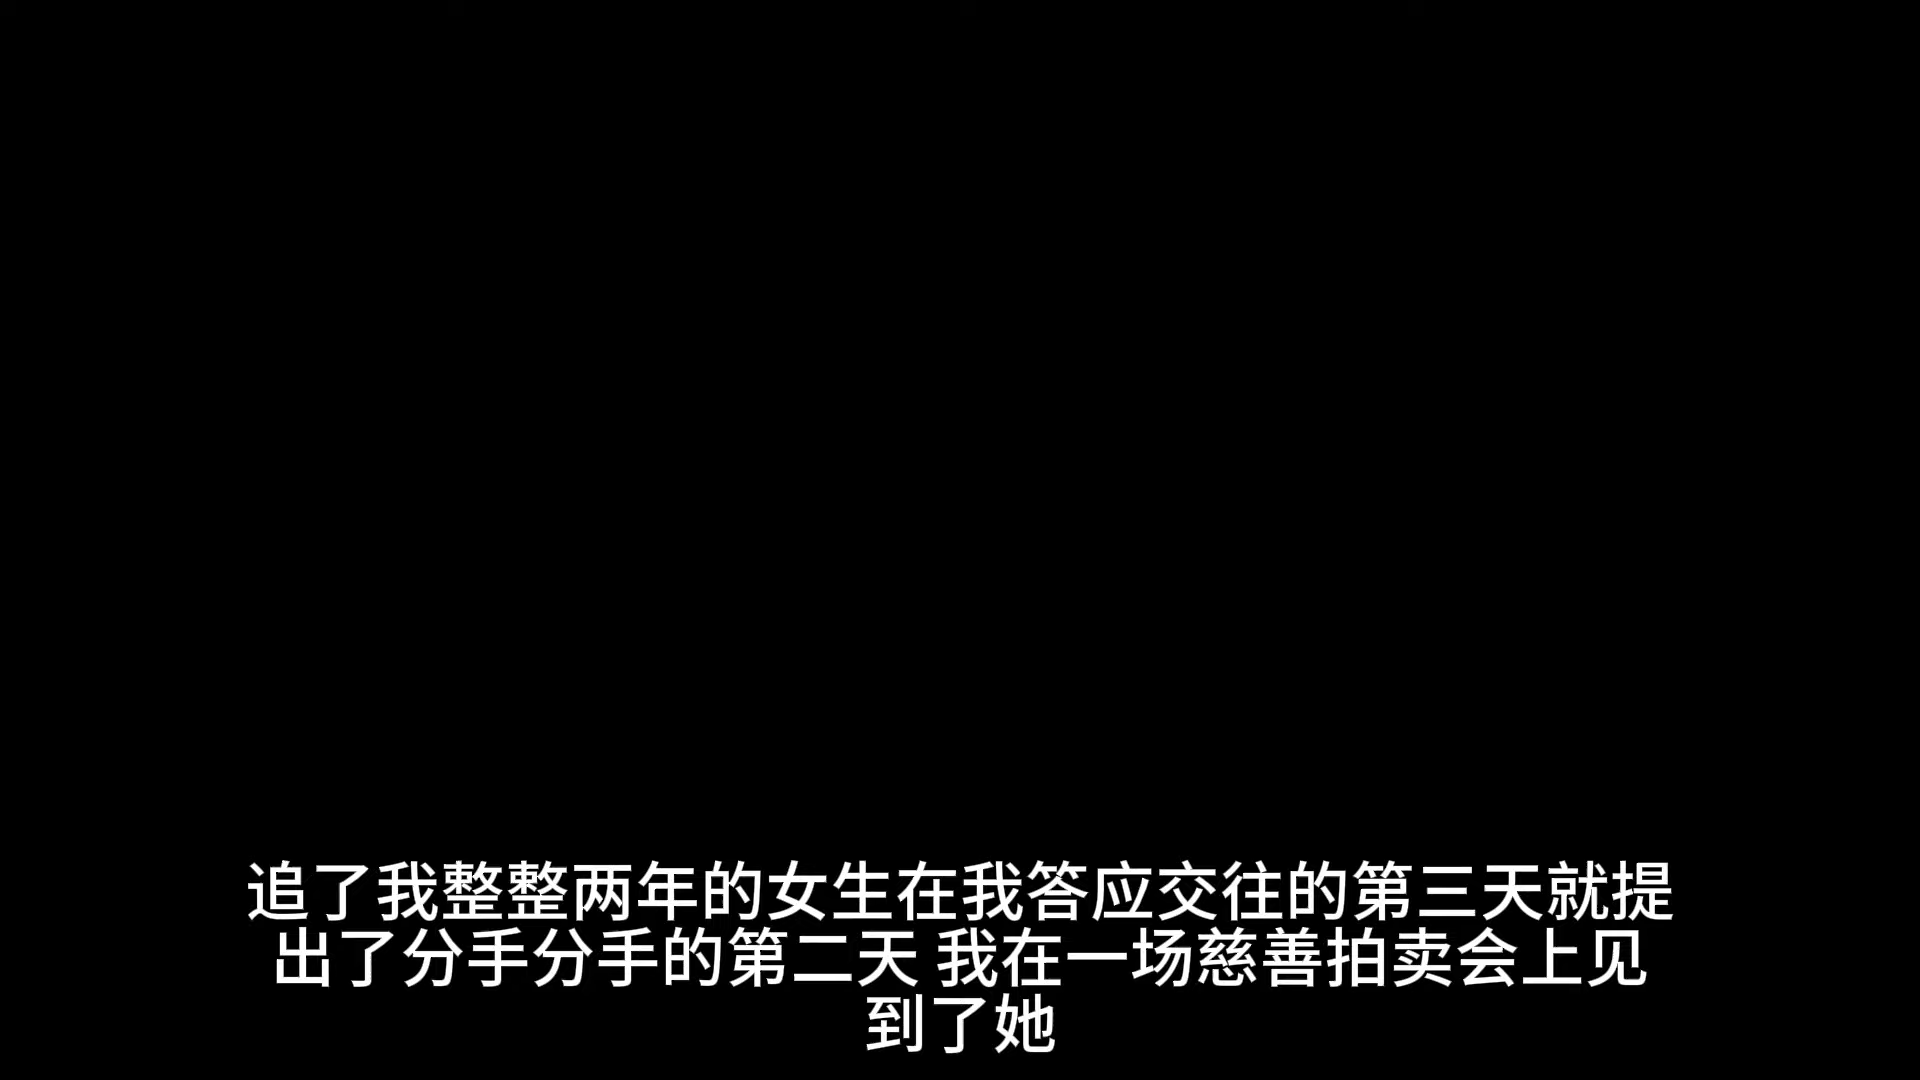 追了我整整两年的女生在我答应交往的第三天就提
出了分手分手的第二天 我在一场慈善拍卖会上见
到了她